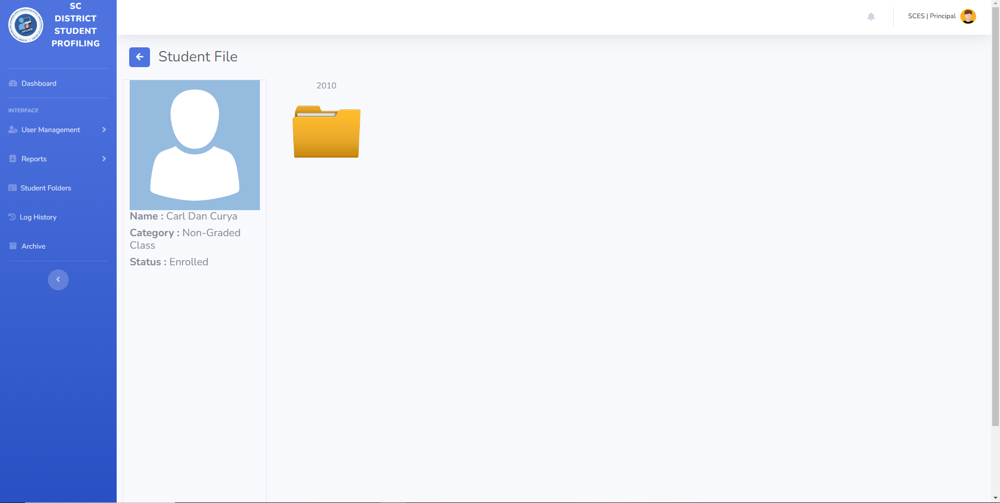 SC
DISTRICT
STUDENT
PROFILING
SPLWD
SCES | Principal
Student File
Dashboard
INTERFACE
User Management
Reports
Student Folders
Log History
Archive
2010
Name : Carl Dan Curya
Category : Non-Graded
Class
Status : Enrolled